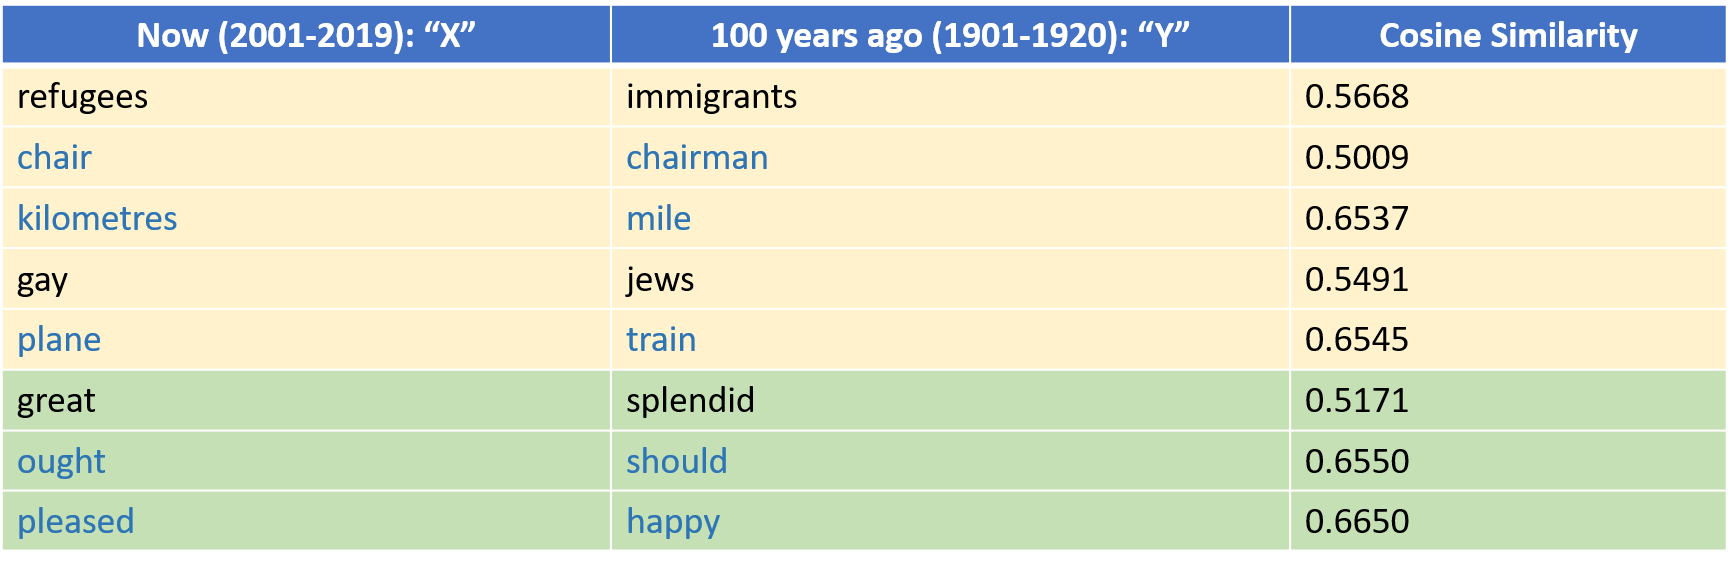 Now (2001-2019): “X” 100 years ago (1901-1920): “Y” Cosine Similarity
refugees immigrants 0.5668
chair chairman 0.5009
kilometres mile 0.6537
gay jews 0.5491
plane train 0.6545
great splendid 0.5171
ought should 0.6550
pleased happy 0.6650